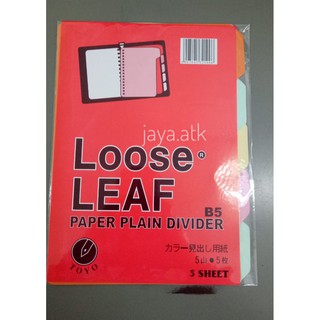 jaya.atk
Loose®
LEAF
B5
PAPER PLAIN DIVIDER
カラー見出し用紙
5山●5枚
5 SHEET
TOYO